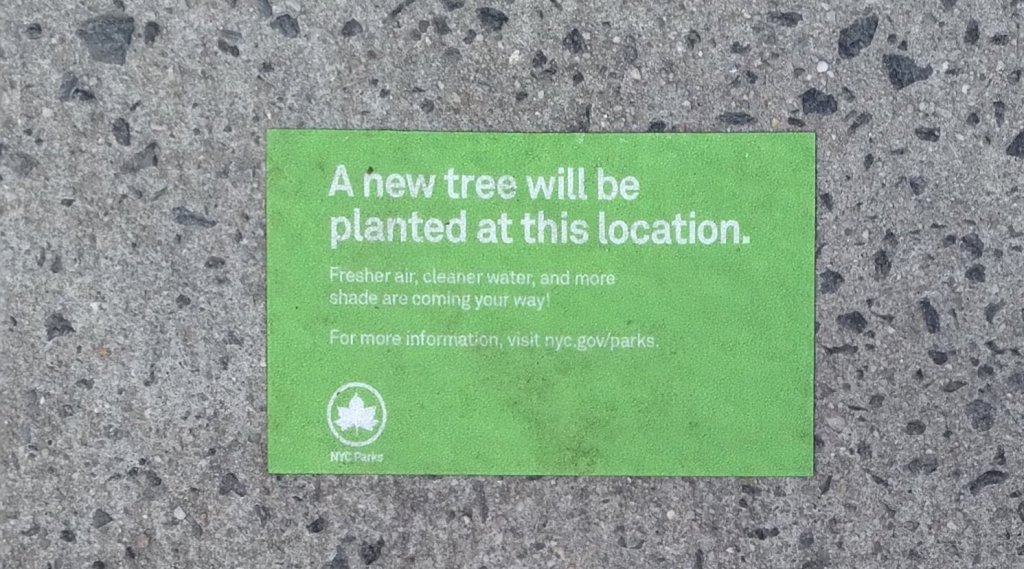 A new tree will be
planted at this location.
Fresher air, cleaner water, and more
shade are coming your way!
For more information, visit nyc.gov/parks.
NYC Parks